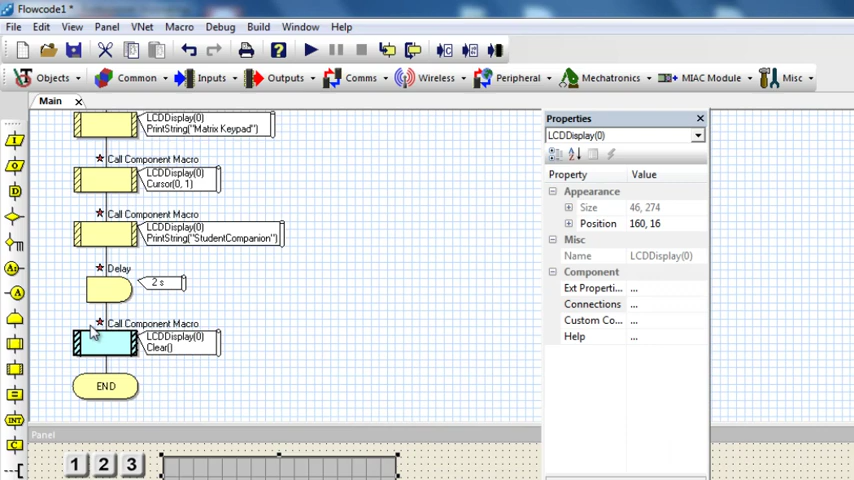 Flowcode1 *
File Edit View Panel VNet Macro Debug Build Window Help
Objects Common Inputs Outputs Comms Wireless Peripheral Mechatronics MIAC Module Misc
Main
LCDDisplay(0)
PrintString("Matrix Keypad")
Call Component Macro
LCDDisplay(0)
Cursor(0, 1)
Call Component Macro
LCDDisplay(0)
PrintString("StudentCompanion")
Delay
2 s
Call Component Macro
LCDDisplay(0)
Clear()
END
Properties
LCDDisplay(0)
Property Value
Appearance
Size 46, 274
Position 160, 16
Misc
Name LCDDisplay(0)
Component
Ext Properti... ...
Connections ...
Custom Co... ...
Help ...
Panel
1 2 3